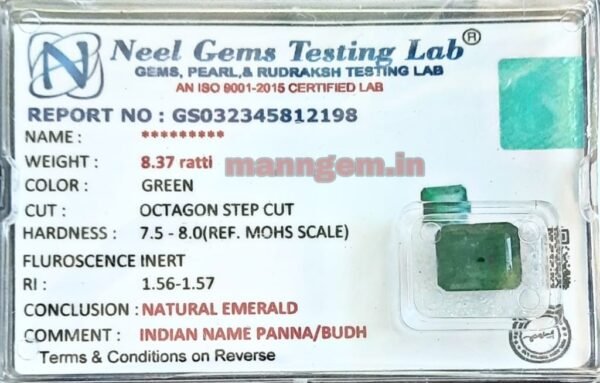 N
Neel Gems Testing Lab®
GEMS, PEARL,& RUDRAKSH TESTING LAB
AN ISO 9001-2015 CERTIFIED LAB
REPORT NO : GS032345812198
NAME : *********
WEIGHT : 8.37 ratti
manngem.in
COLOR : GREEN
CUT : OCTAGON STEP CUT
HARDNESS : 7.5 - 8.0(REF. MOHS SCALE)
FLUROSCENCE INERT
RI : 1.56-1.57
CONCLUSION : NATURAL EMERALD
COMMENT : INDIAN NAME PANNA/BUDH
Terms & Conditions on Reverse